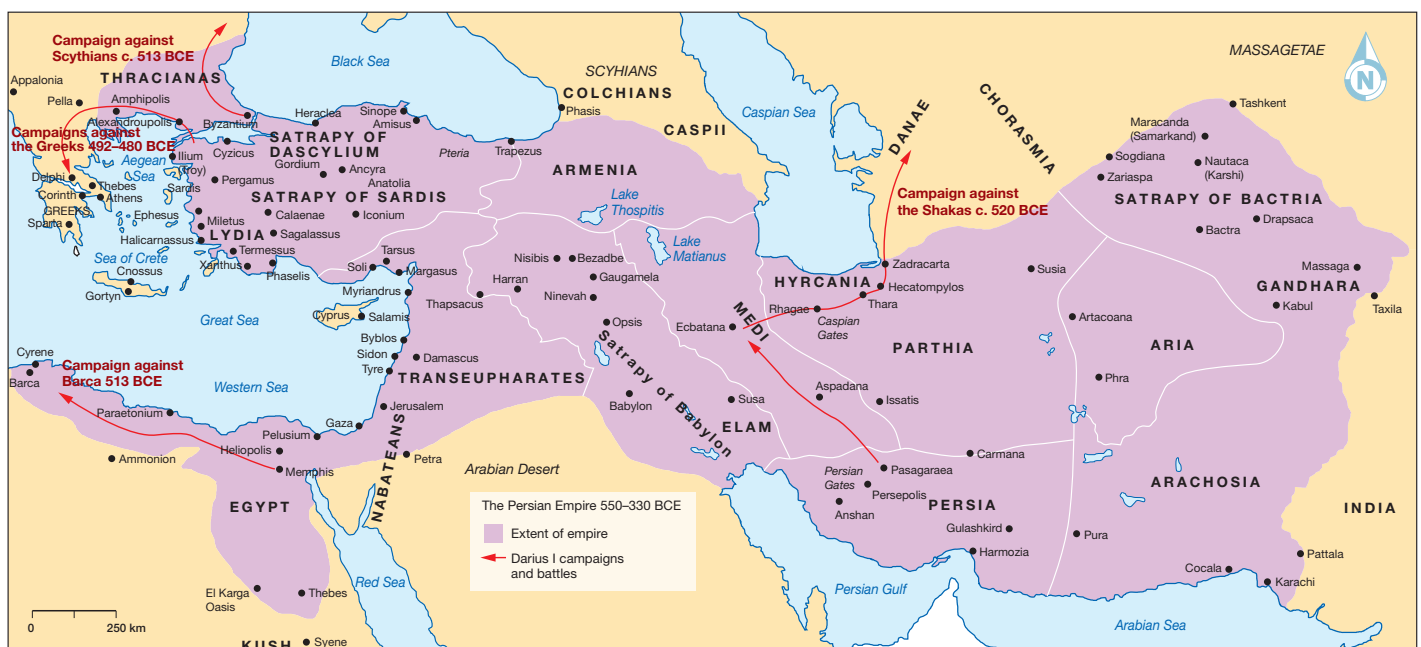 Campaign against
Scythians c. 513 BCE
THRACIANAS
Appalonia
Pella
Amphipolis
Alexandroupolis
Byzantium
Campaigns against
the Greeks 492–480 BCE
Aegean
Sea
Ilium
(Troy)
Cyzicus
Delphi
Thebes
Corinth
Athens
GREEKS
Sparta
Sardis
Pergamus
Ephesus
Miletus
Halicarnassus
LYDIA
Sea of Crete
Cnossus
Gortyn
Xanthus
Termessus
Phaselis
Calaenae
Sagalassus
Iconium
Black Sea
Heraclea
Sinope
Amisus
SATRAPY OF
DASCYLIUM
Gordium
Ancyra
Anatolia
Pteria
SATRAPY OF SARDIS
Trapezus
Phasis
SCYHIANS
COLCHIANS
CASPII
ARMENIA
Lake
Thospitis
Lake
Matianus
Caspian Sea
DANAE
CHORASMIA
MASSAGETAE
N
Tashkent
Maracanda
(Samarkand)
Sogdiana
Nautaca
(Karshi)
Zariaspa
SATRAPY OF BACTRIA
Drapsaca
Bactra
Campaign against
the Shakas c. 520 BCE
Zadracarta
Hecatompylos
HYRCANIA
Thara
Rhagae
Caspian
Gates
Susia
Massaga
GANDHARA
Kabul
Taxila
Artacoana
ARIA
Phra
PARTHIA
MEDI
Ecbatana
Aspadana
Issatis
Tarsus
Soli
Margasus
Myriandrus
Thapsacus
Harran
Nisibis
Bezadbe
Gaugamela
Ninevah
Opsis
Great Sea
Cyprus
Salamis
Byblos
Sidon
Tyre
Damascus
TRANSEUPHRATES
Satrapy of Babylon
Babylon
Susa
ELAM
Cyrene
Barca
Campaign against
Barca 513 BCE
Western Sea
Paraetonium
Ammonion
Jerusalem
Gaza
Pelusium
Heliopolis
Memphis
NABATEANS
Petra
Arabian Desert
EGYPT
El Karga
Oasis
Thebes
Red Sea
KUSH
Syene
The Persian Empire 550–330 BCE
Extent of empire
Darius I campaigns
and battles
Persian
Gates
Pasagaraea
Persepolis
Anshan
PERSIA
Carmana
Gulashkird
Harmozia
Pura
ARACHOSIA
INDIA
Pattala
Cocala
Karachi
Persian Gulf
Arabian Sea
0
250 km